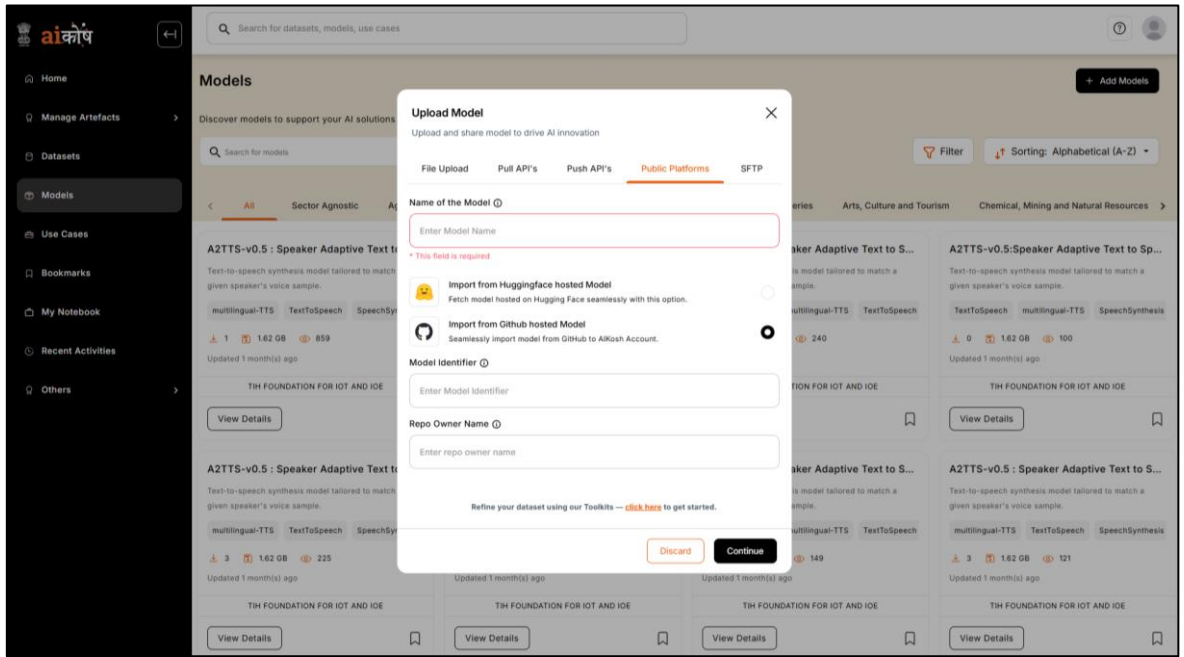 aiकोष
Search for datasets, models, use cases
Home
Manage Artefacts
Datasets
Models
Use Cases
Bookmarks
My Notebook
Recent Activities
Others
Models
+ Add Models
Discover models to support your AI solutions
Search for models
Filter
Sorting: Alphabetical (A-Z)
All
Sector Agnostic
Ag
eries
Arts, Culture and Tourism
Chemical, Mining and Natural Resources
Upload Model
Upload and share model to drive AI innovation
File Upload
Pull API's
Push API's
Public Platforms
SFTP
Name of the Model
Enter Model Name
* This field is required
Import from Huggingface hosted Model
Fetch model hosted on Hugging Face seamlessly with this option.
Import from Github hosted Model
Seamlessly import model from GitHub to AIKosh Account.
Model Identifier
Enter Model Identifier
Repo Owner Name
Enter repo owner name
Refine your dataset using our Toolkits — click here to get started.
Discard
Continue
A2TTS-v0.5 : Speaker Adaptive Text to
Text-to-speech synthesis model tailored to match
given speaker's voice sample.
multilingual-TTS TextToSpeech SpeechSy
1 1.62 GB 859
Updated 1 month(s) ago
TIH FOUNDATION FOR IOT AND IOE
View Details
aker Adaptive Text to S...
is model tailored to match a
ample.
ultilingual-TTS TextToSpeech
240
TION FOR IOT AND IOE
A2TTS-v0.5:Speaker Adaptive Text to Sp...
Text-to-speech synthesis model tailored to match a
given speaker's voice sample.
TextToSpeech multilingual-TTS SpeechSynthesis
0 1.62 GB 100
Updated 1 month(s) ago
TIH FOUNDATION FOR IOT AND IOE
View Details
A2TTS-v0.5 : Speaker Adaptive Text to
Text-to-speech synthesis model tailored to match
given speaker's voice sample.
multilingual-TTS TextToSpeech SpeechSy
3 1.62 GB 225
Updated 1 month(s) ago
TIH FOUNDATION FOR IOT AND IOE
View Details
Updated 1 month(s) ago
TIH FOUNDATION FOR IOT AND IOE
View Details
aker Adaptive Text to S...
is model tailored to match a
ample.
ultilingual-TTS TextToSpeech
149
Updated 1 month(s) ago
TIH FOUNDATION FOR IOT AND IOE
View Details
A2TTS-v0.5 : Speaker Adaptive Text to S...
Text-to-speech synthesis model tailored to match a
given speaker's voice sample.
multilingual-TTS TextToSpeech SpeechSynthesis
3 1.62 GB 121
Updated 1 month(s) ago
TIH FOUNDATION FOR IOT AND IOE
View Details